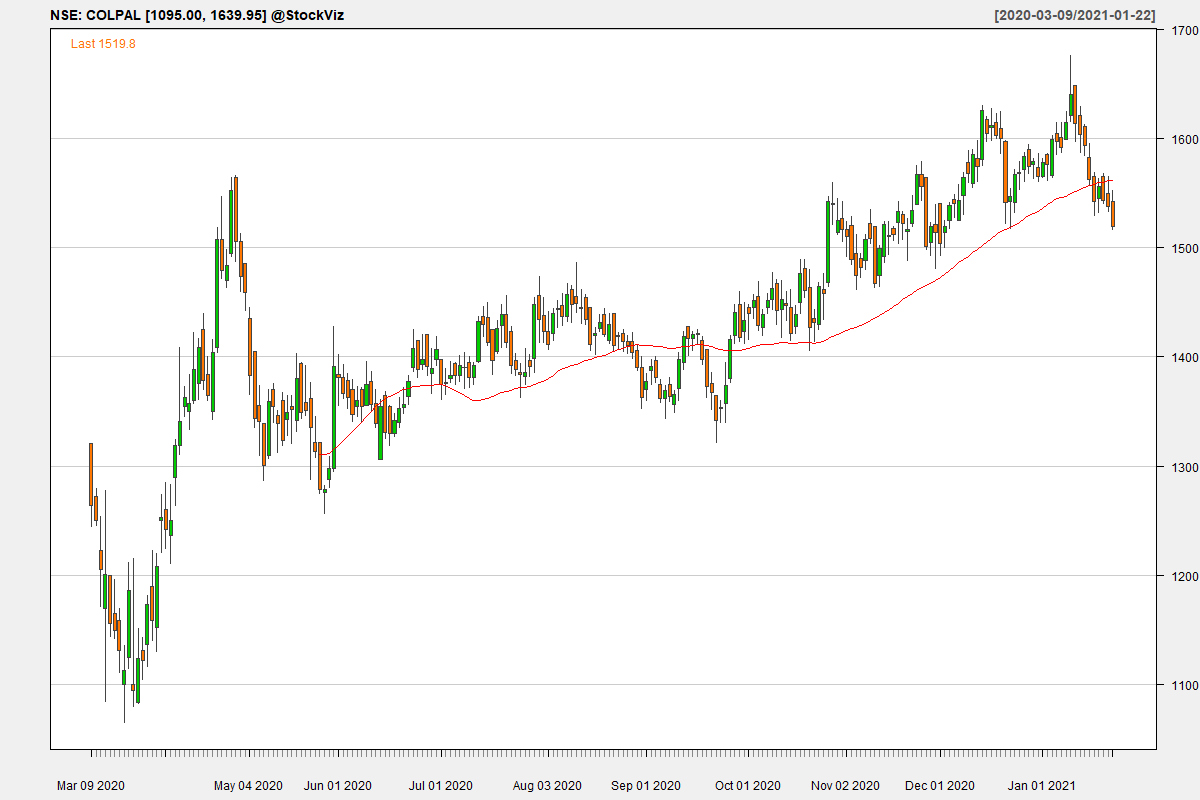 NSE: COLPAL [1095.00, 1639.95] @StockViz
[2020-03-09/2021-01-22]
Last 1519.8
1700
1600
1500
1400
1300
1200
1100
Mar 09 2020 May 04 2020 Jun 01 2020 Jul 01 2020 Aug 03 2020 Sep 01 2020 Oct 01 2020 Nov 02 2020 Dec 01 2020 Jan 01 2021